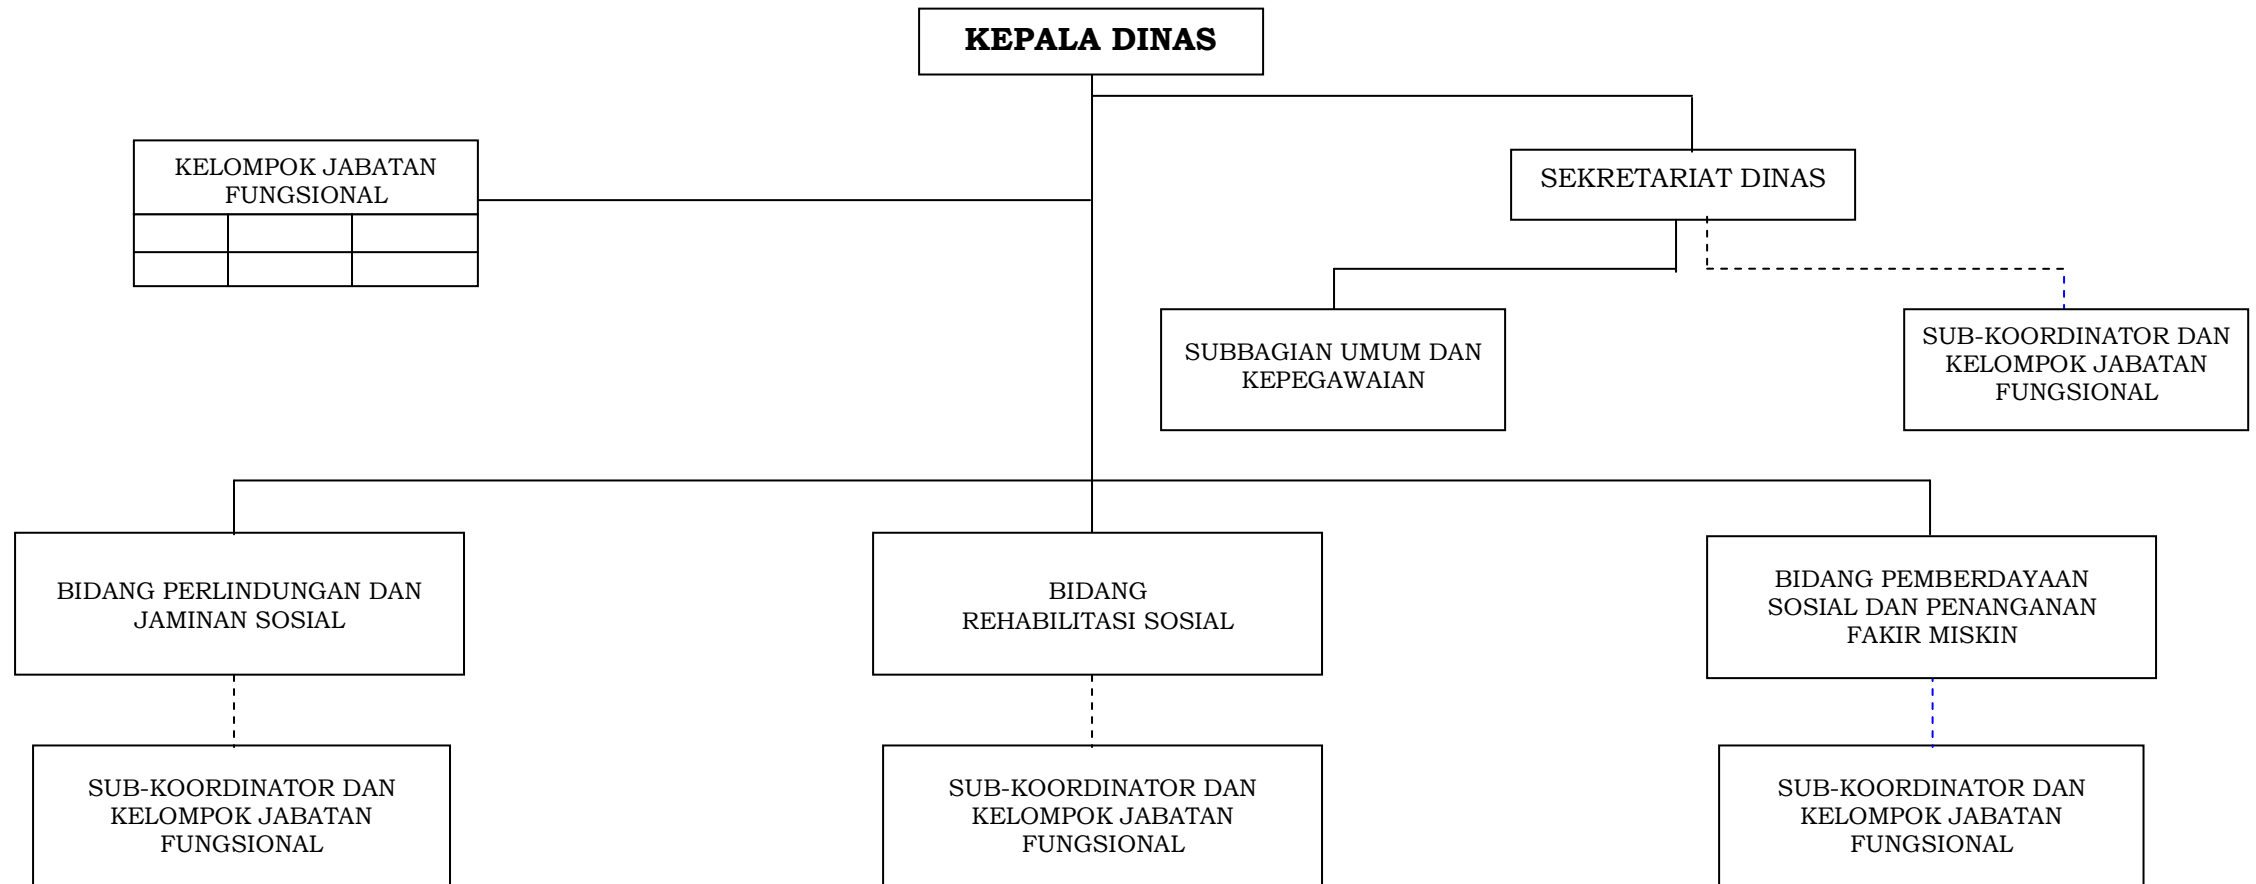 KEPALA DINAS
KELOMPOK JABATAN
FUNGSIONAL
SEKRETARIAT DINAS
SUBBAGIAN UMUM DAN
KEPEGAWAIAN
SUB-KOORDINATOR DAN
KELOMPOK JABATAN
FUNGSIONAL
BIDANG PERLINDUNGAN DAN
JAMINAN SOSIAL
BIDANG
REHABILITASI SOSIAL
BIDANG PEMBERDAYAAN
SOSIAL DAN PENANGANAN
FAKIR MISKIN
SUB-KOORDINATOR DAN
KELOMPOK JABATAN
FUNGSIONAL
SUB-KOORDINATOR DAN
KELOMPOK JABATAN
FUNGSIONAL
SUB-KOORDINATOR DAN
KELOMPOK JABATAN
FUNGSIONAL